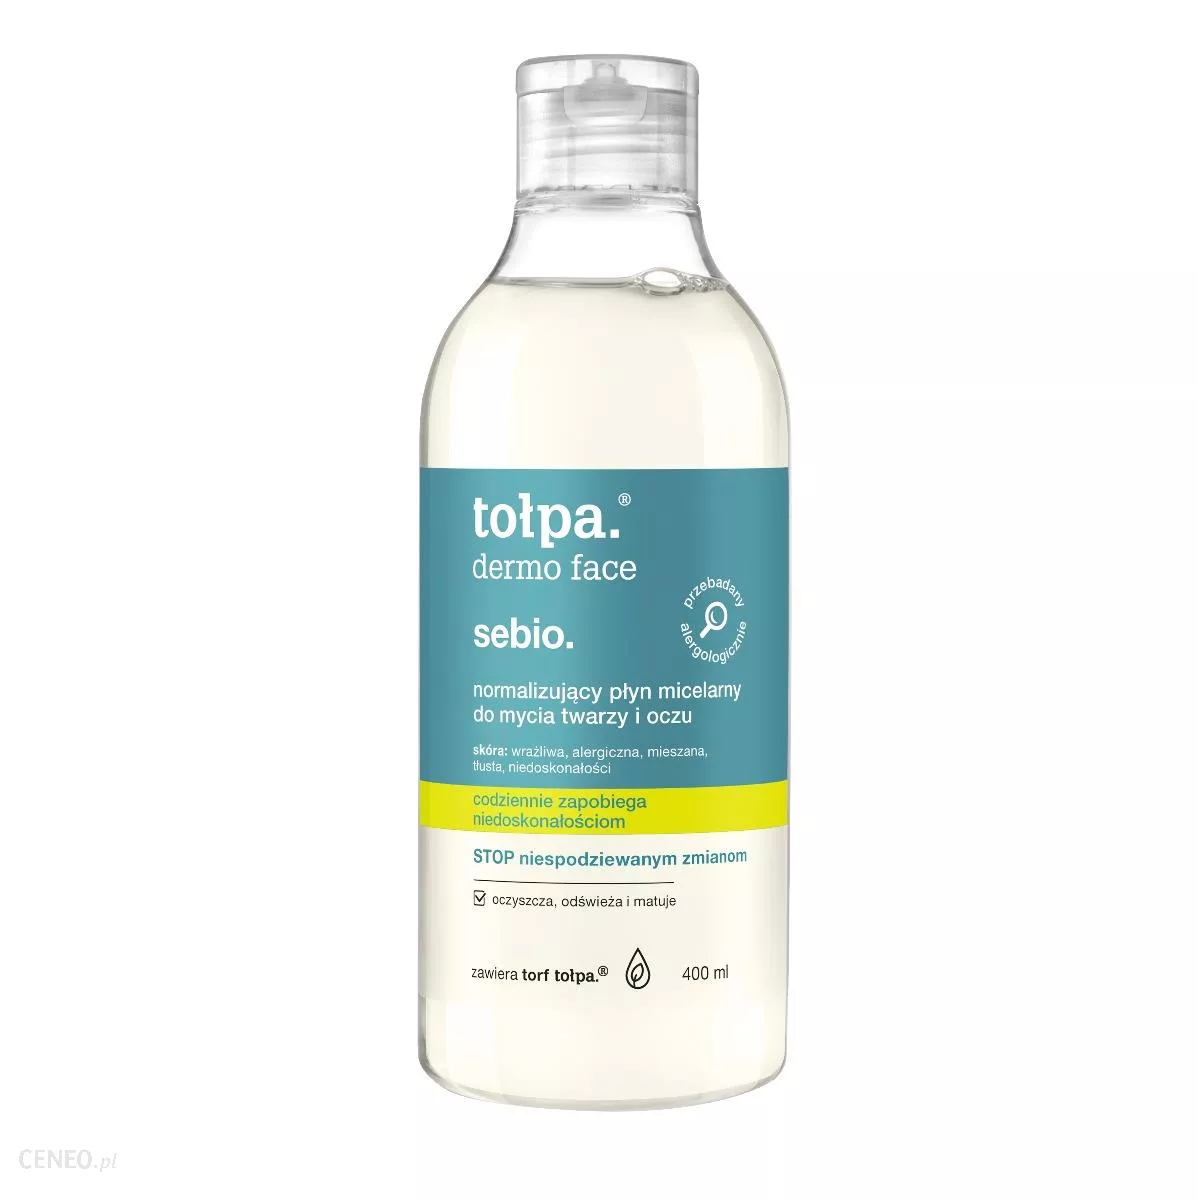 tołpa.®
dermo face
sebio.
przebadany
alergologicznie
normalizujący płyn micelarny
do mycia twarzy i oczu
skóra: wrażliwa, alergiczna, mieszana,
tłusta, niedoskonałości
codziennie zapobiega
niedoskonałościom
STOP niespodziewanym zmianom
oczyszcza, odświeża i matuje
zawiera torf tołpa.® 400 ml
CENEO.pl